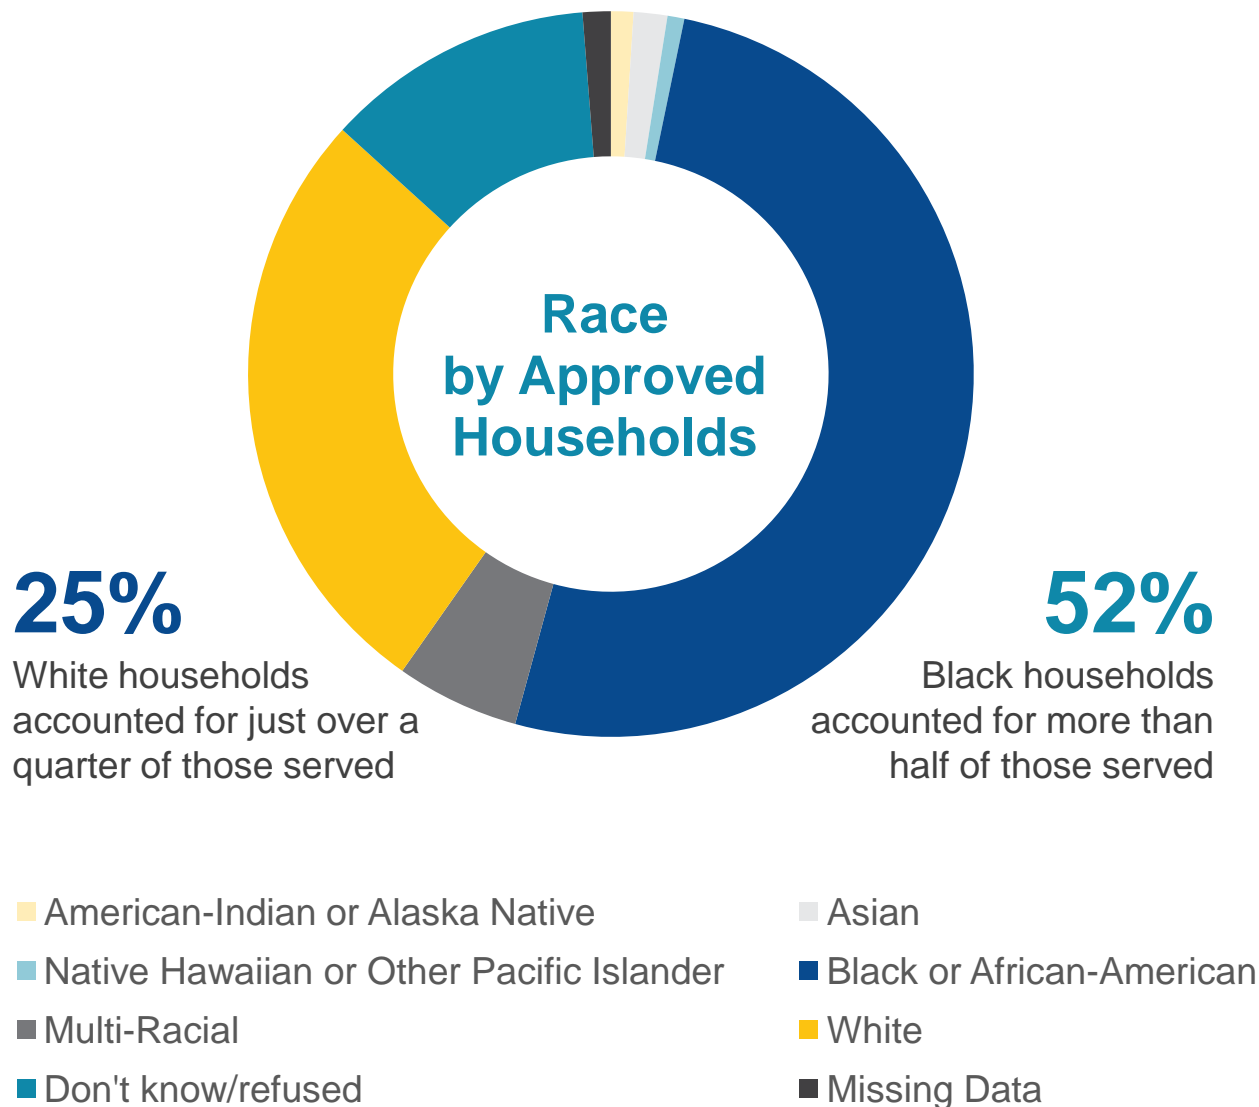 Race
by Approved
Households
25%
White households
accounted for just over a
quarter of those served
52%
Black households
accounted for more than
half of those served
American-Indian or Alaska Native
Asian
Native Hawaiian or Other Pacific Islander
Black or African-American
Multi-Racial
White
Don't know/refused
Missing Data